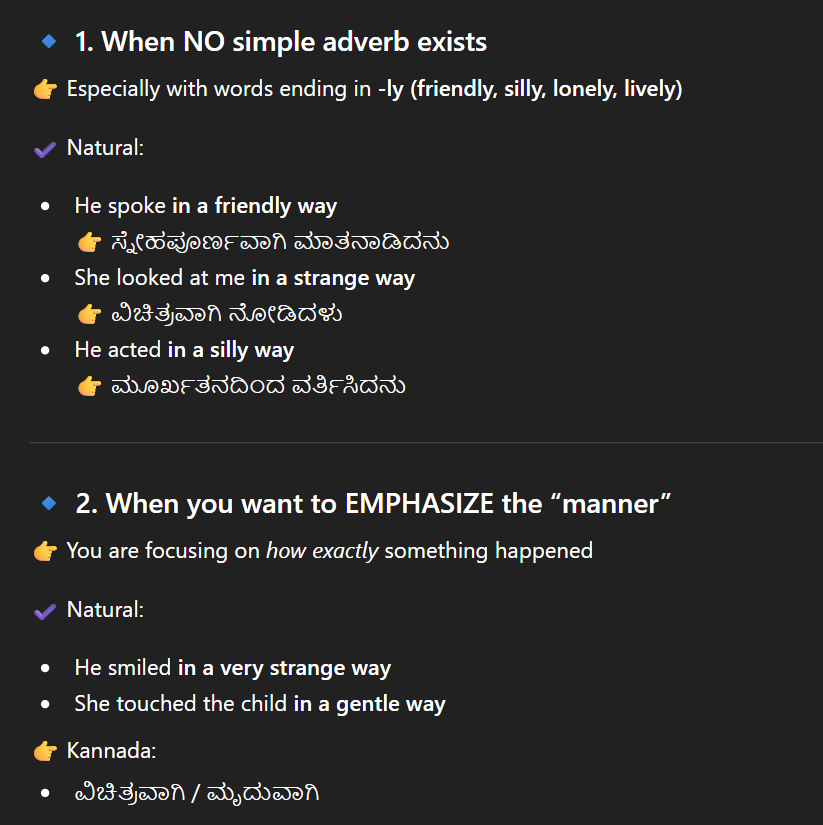 🔹 1. When NO simple adverb exists
👉 Especially with words ending in -ly (friendly, silly, lonely, lively)
✔ Natural:
• He spoke in a friendly way
👉 ಸ್ನೇಹಪೂರ್ಣವಾಗಿ ಮಾತನಾಡಿದನು
• She looked at me in a strange way
👉 ವಿಚಿತ್ರವಾಗಿ ನೋಡಿದಳು
• He acted in a silly way
👉 ಮೂರ್ಖತನದಿಂದ ವರ್ತಿಸಿದನು
🔹 2. When you want to EMPHASIZE the “manner”
👉 You are focusing on how exactly something happened
✔ Natural:
• He smiled in a very strange way
• She touched the child in a gentle way
👉 Kannada:
• ವಿಚಿತ್ರವಾಗಿ / ಮೃದುವಾಗಿ